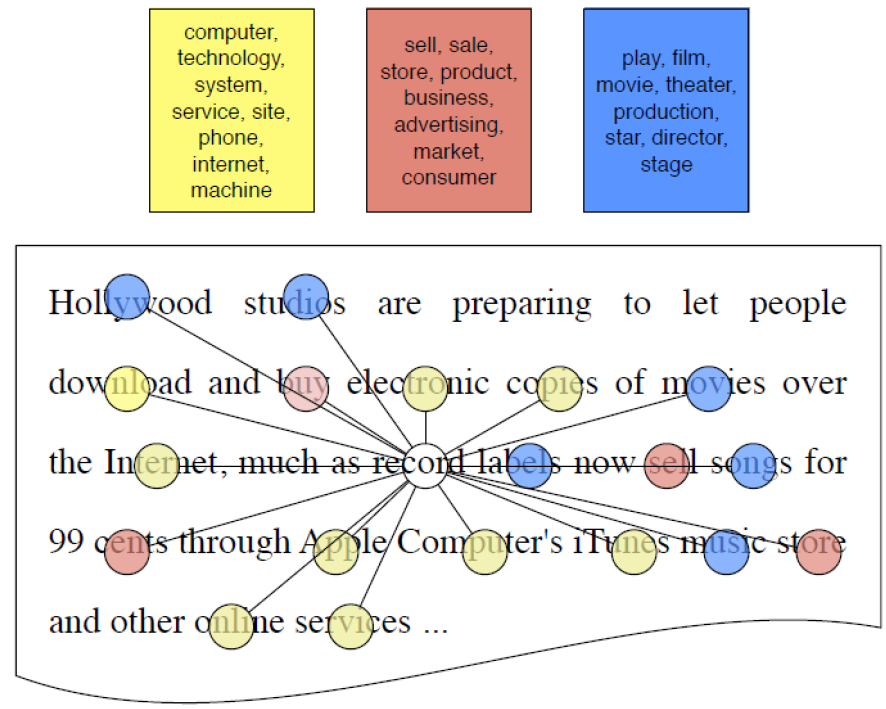 computer,
technology,
system,
service, site,
phone,
internet,
machine
sell, sale,
store, product,
business,
advertising,
market,
consumer
play, film,
movie, theater,
production,
star, director,
stage
Hollywood studios are preparing to let people
download and buy electronic copies of movies over
the Internet, much as record labels now sell songs for
99 cents through Apple Computer's iTunes music store
and other online services ...